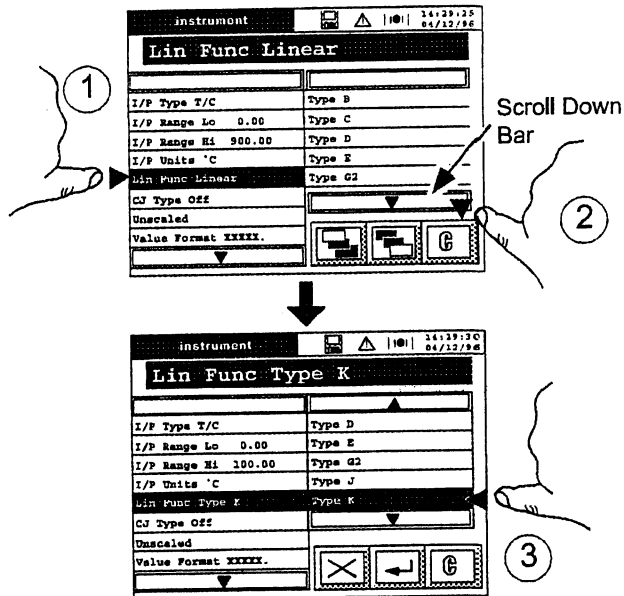 instrument 14:29:25
04/12/96
Lin Func Linear
1
I/P Type T/C Type B
I/P Range Lo 0.00 Type C
I/P Range Hi 900.00 Type D
I/P Units °C Type E
Lin Func Linear Type G2
CJ Type Off
Unscaled
Value Format XXXXX.
C
Scroll Down
Bar
2
instrument 14:29:30
04/12/96
Lin Func Type K
I/P Type T/C Type D
I/P Range Lo 0.00 Type E
I/P Range Hi 100.00 Type G2
I/P Units °C Type J
Lin Func Type K Type K
CJ Type Off
Unscaled
Value Format XXXXX.
C
3